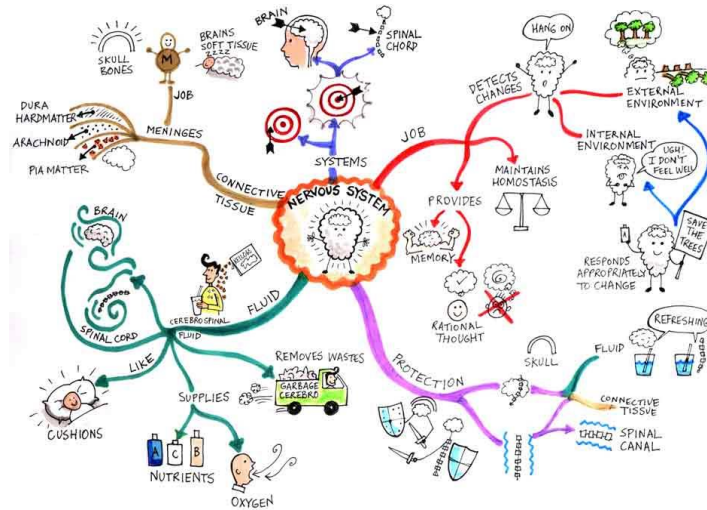 NERVOUS SYSTEM
CONNECTIVE
TISSUE
MENINGES
JOB
M
SKULL
BONES
BRAINS
SOFT TISSUE
ZZZZ
DURA
HARDMATTER
ARACHNOID
PIA MATTER
SYSTEMS
BRAIN
SPINAL
CHORD
JOB
DETECTS
CHANGES
HANG ON
EXTERNAL
ENVIRONMENT
INTERNAL
ENVIRONMENT
UGH!
I DON'T
FEEL WELL
RESPONDS
APPROPRIATELY
TO CHANGE
SAVE
THE
TREES
MAINTAINS
HOMOSTASIS
PROVIDES
MEMORY
RATIONAL
THOUGHT
PROTECTION
SKULL
FLUID
REFRESHING!
CONNECTIVE
TISSUE
SPINAL
CANAL
FLUID
CEREBROSPINAL
FLUID
BRAIN
SPINAL CORD
LIKE
CUSHIONS
SUPPLIES
A
C
B
NUTRIENTS
OXYGEN
REMOVES WASTES
GARBAGE
CEREBRO